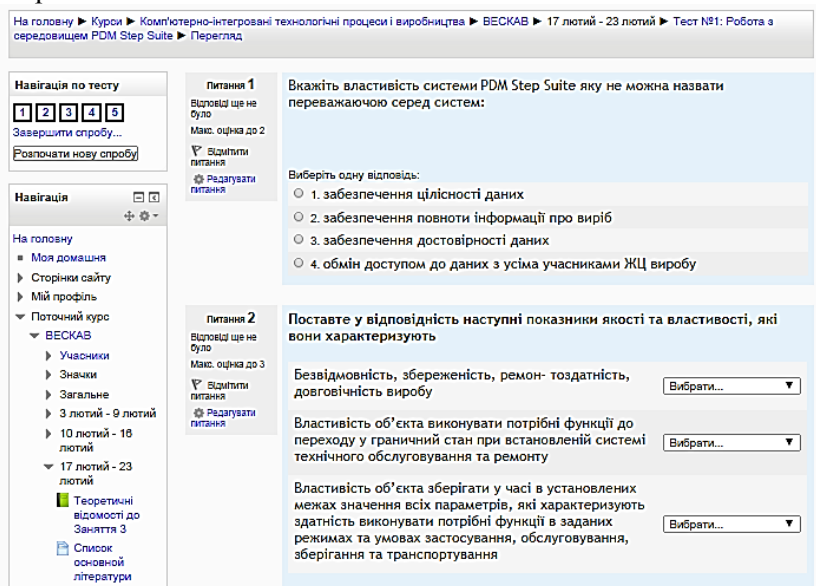 На головну ► Курси ► Комп'ютерно-інтегровані технологічні процеси і виробництва ► ВЕСКАВ ► 17 лютий - 23 лютий ► Тест №1: Робота з
середовищем PDM Step Suite ► Перегляд
Навігація по тесту
1 2 3 4 5
Завершити спробу...
Розпочати нову спробу
Навігація
На головну
Моя домашня
Сторінки сайту
Мій профіль
Поточний курс
ВЕСКАВ
Учасники
Значки
Загальне
3 лютий - 9 лютий
10 лютий - 16
лютий
17 лютий - 23
лютий
Теоретичні
відомості до
Заняття 3
Список
основної
літератури
Питання 1
Відповіді ще не
було
Макс. оцінка до 2
Відмітити
питання
Редагувати
питання
Вкажіть властивість системи PDM Step Suite яку не можна назвати
переважаючою серед систем:
Виберіть одну відповідь:
1. забезпечення цілісності даних
2. забезпечення повноти інформації про виріб
3. забезпечення достовірності даних
4. обмін доступом до даних з усіма учасниками ЖЦ виробу
Питання 2
Відповіді ще не
було
Макс. оцінка до 3
Відмітити
питання
Редагувати
питання
Поставте у відповідність наступні показники якості та властивості, які
вони характеризують
Безвідмовність, збереженість, ремон- тоздатність,
довговічність виробу
Вибрати...
Властивість об'єкта виконувати потрібні функції до
переходу у граничний стан при встановленій системі
технічного обслуговування та ремонту
Вибрати...
Властивість об'єкта зберігати у часі в установлених
межах значення всіх параметрів, які характеризують
здатність виконувати потрібні функції в заданих
режимах та умовах застосування, обслуговування,
зберігання та транспортування
Вибрати...